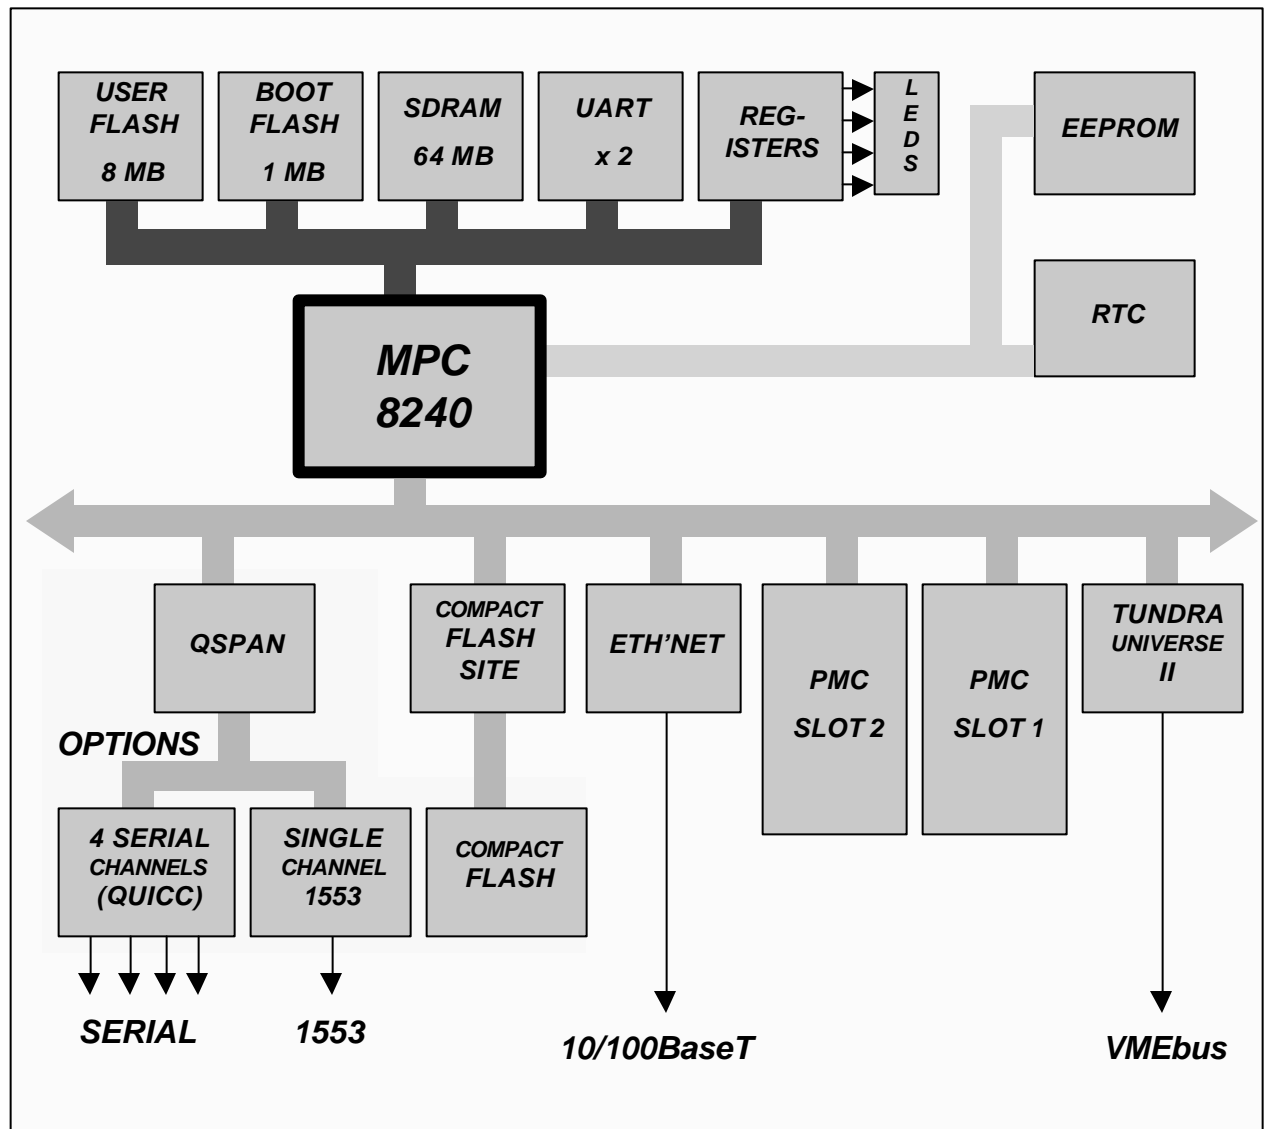 USER
FLASH
8 MB
BOOT
FLASH
1 MB
SDRAM
64 MB
UART
x 2
REG-
ISTERS
L
E
D
S
EEPROM
RTC
MPC
8240
QSPAN
COMPACT
FLASH
SITE
ETH'NET
PMC
SLOT 2
PMC
SLOT 1
TUNDRA
UNIVERSE
II
OPTIONS
4 SERIAL
CHANNELS
(QUICC)
SINGLE
CHANNEL
1553
COMPACT
FLASH
SERIAL
1553
10/100BaseT
VMEbus